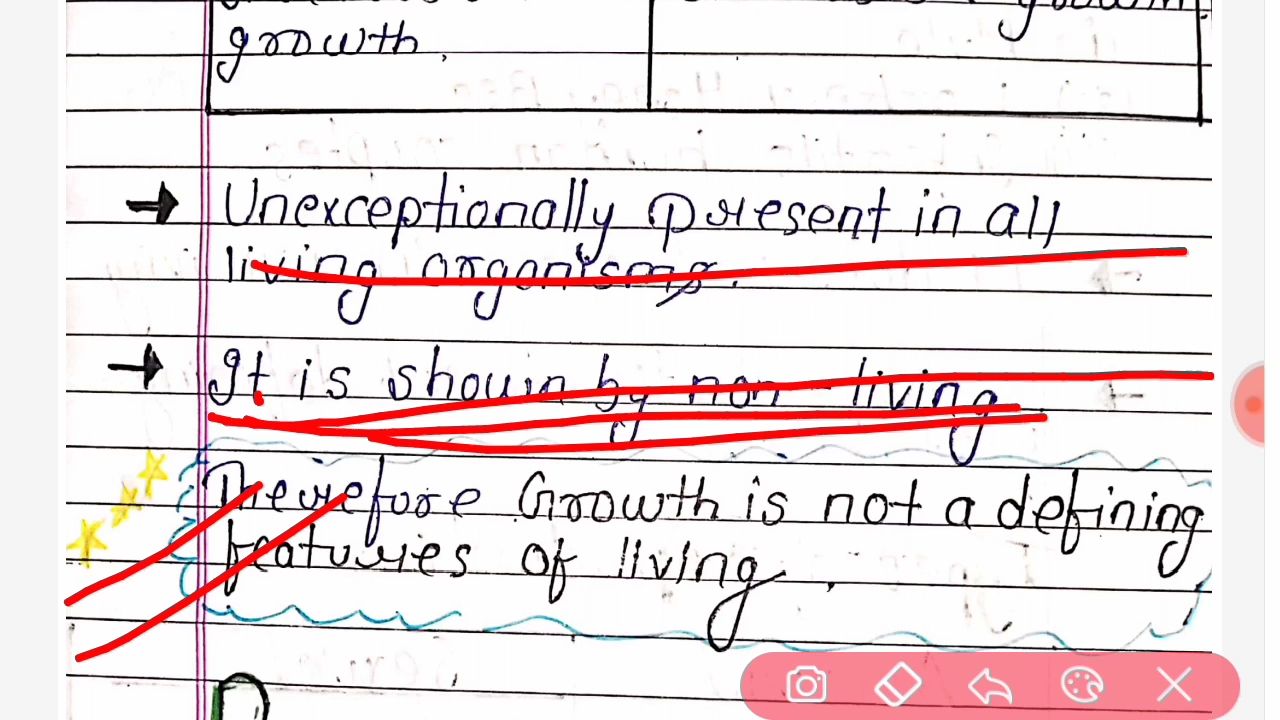 growth.
→ Unexceptionally present in all
living organisms.
→ It is shown by non-living
Therefore Growth is not a defining
featuries of living.